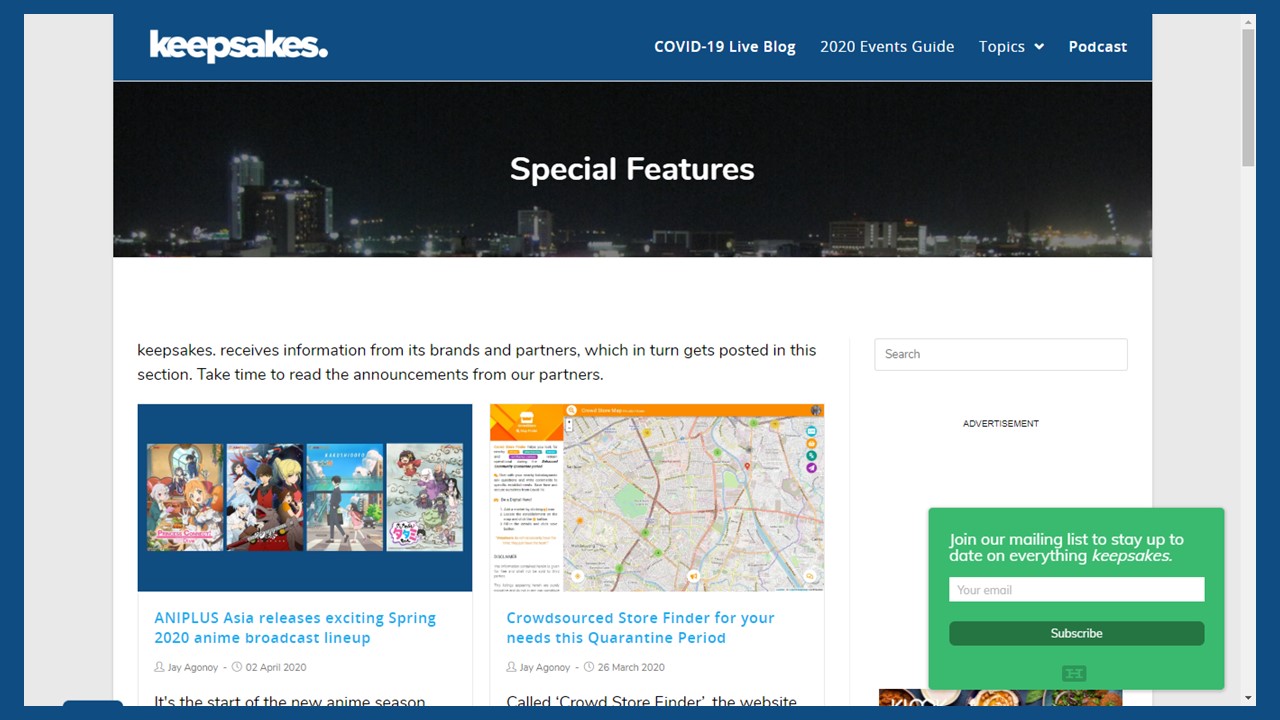 keepsakes.
COVID-19 Live Blog
2020 Events Guide
Topics
Podcast
Special Features
keepsakes. receives information from its brands and partners, which in turn gets posted in this
section. Take time to read the announcements from our partners.
ANIPLUS Asia releases exciting Spring
2020 anime broadcast lineup
Jay Agonoy - 02 April 2020
It's the start of the new anime season
Crowd Store Map
Crowdsourced Store Finder for your
needs this Quarantine Period
Jay Agonoy - 26 March 2020
Called ‘Crowd Store Finder’, the website
Search
ADVERTISEMENT
Join our mailing list to stay up to
date on everything keepsakes.
Your email
Subscribe